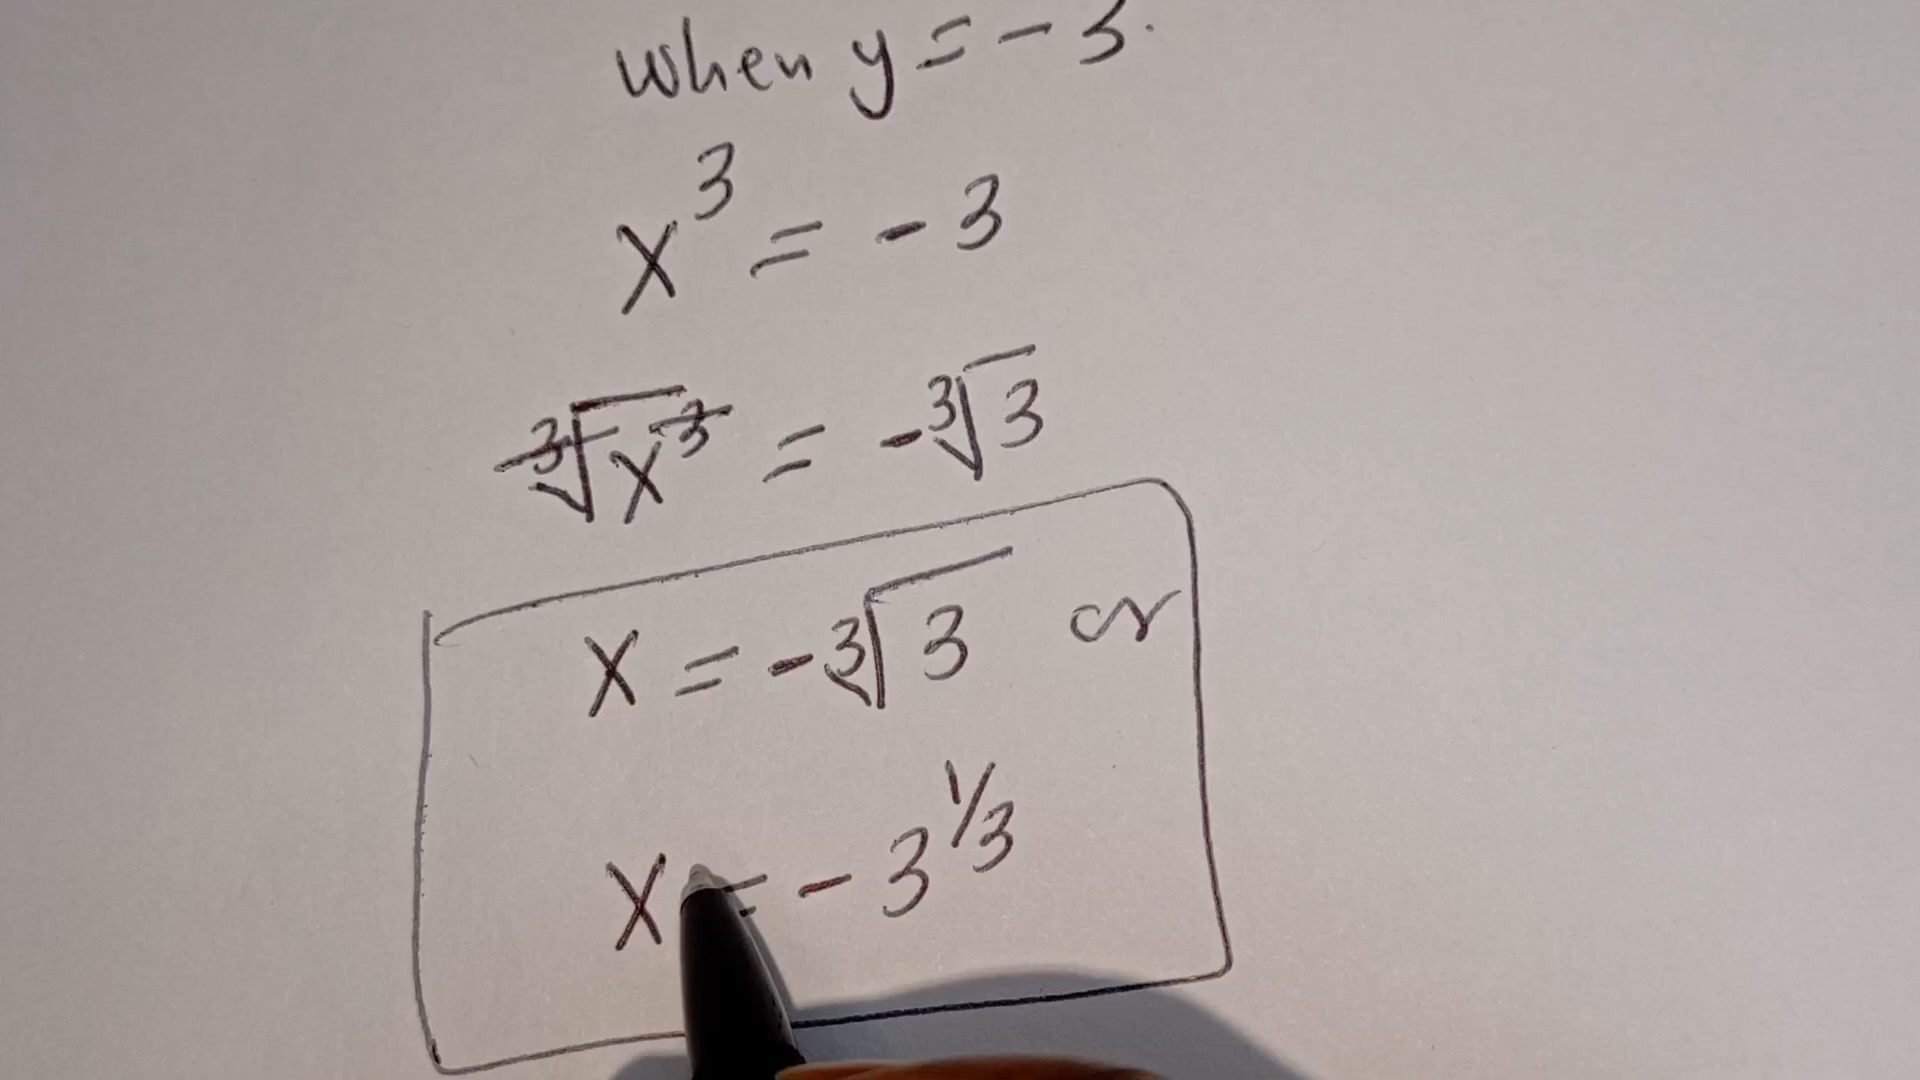 when y = -3.
x³ = -3
∛x³ = -∛3
x = -∛3 or
x = -3^1/3